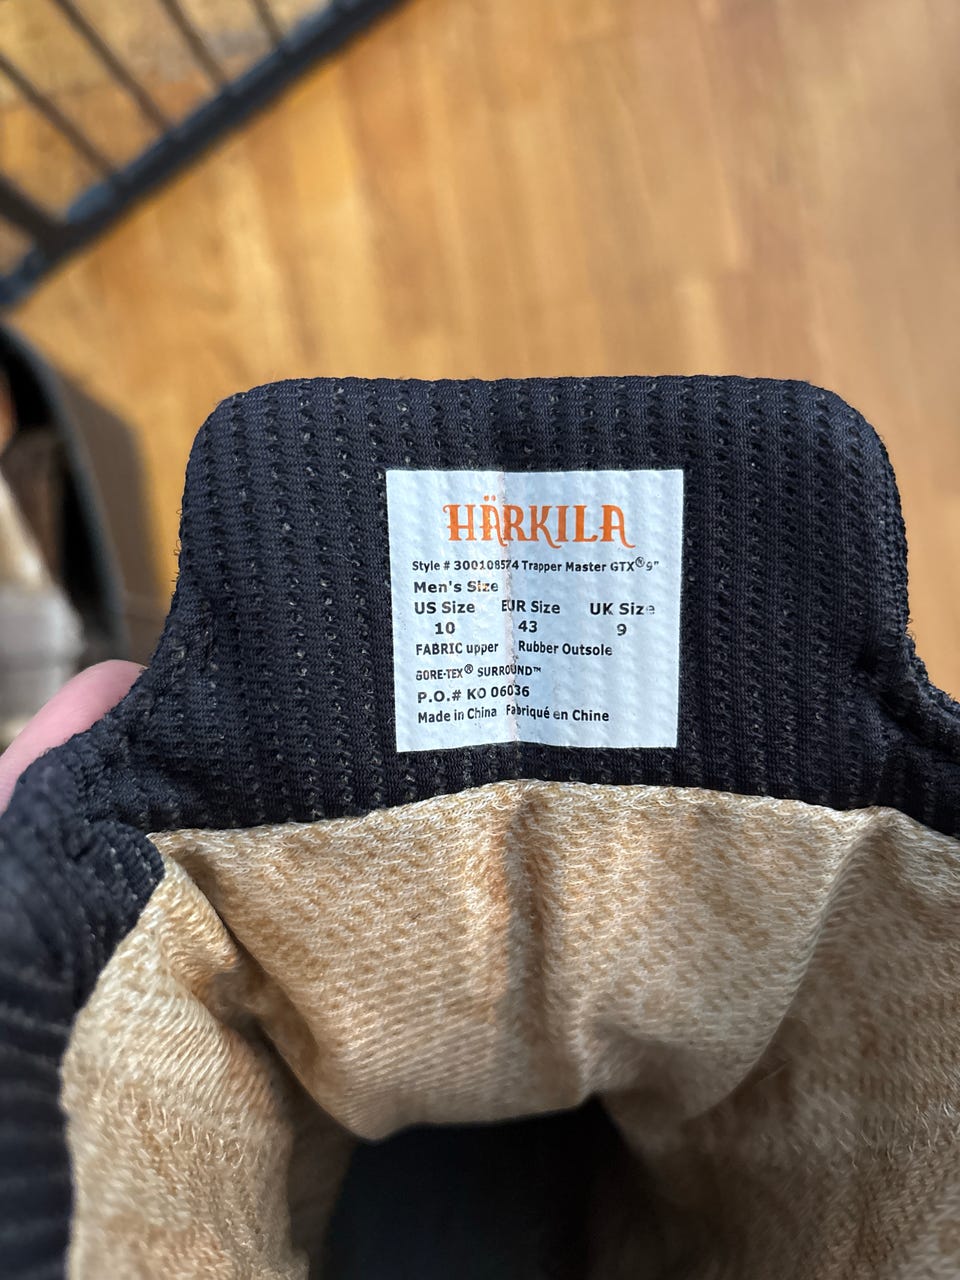 HÄRKILA
Style # 300108574 Trapper Master GTX® 9"
Men's Size
US Size EUR Size UK Size
10 43 9
FABRIC upper Rubber Outsole
GORE-TEX® SURROUND™
P.O.# KO 06036
Made in China Fabriqué en Chine